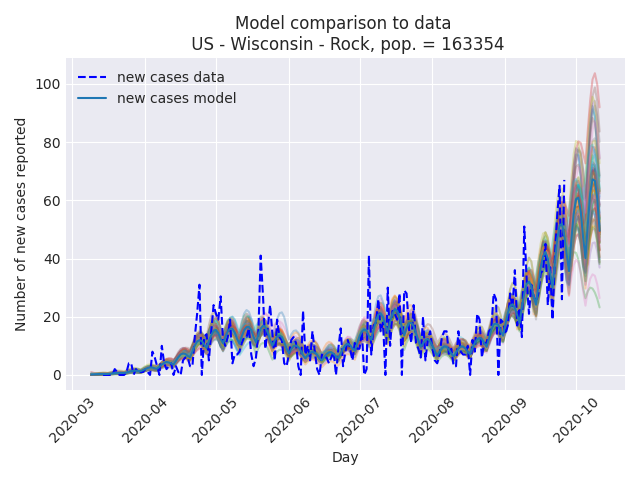 Model comparison to data
US - Wisconsin - Rock, pop. = 163354
new cases data
new cases model
Number of new cases reported
100
80
60
40
20
0
2020-03
2020-04
2020-05
2020-06
2020-07
2020-08
2020-09
2020-10
Day